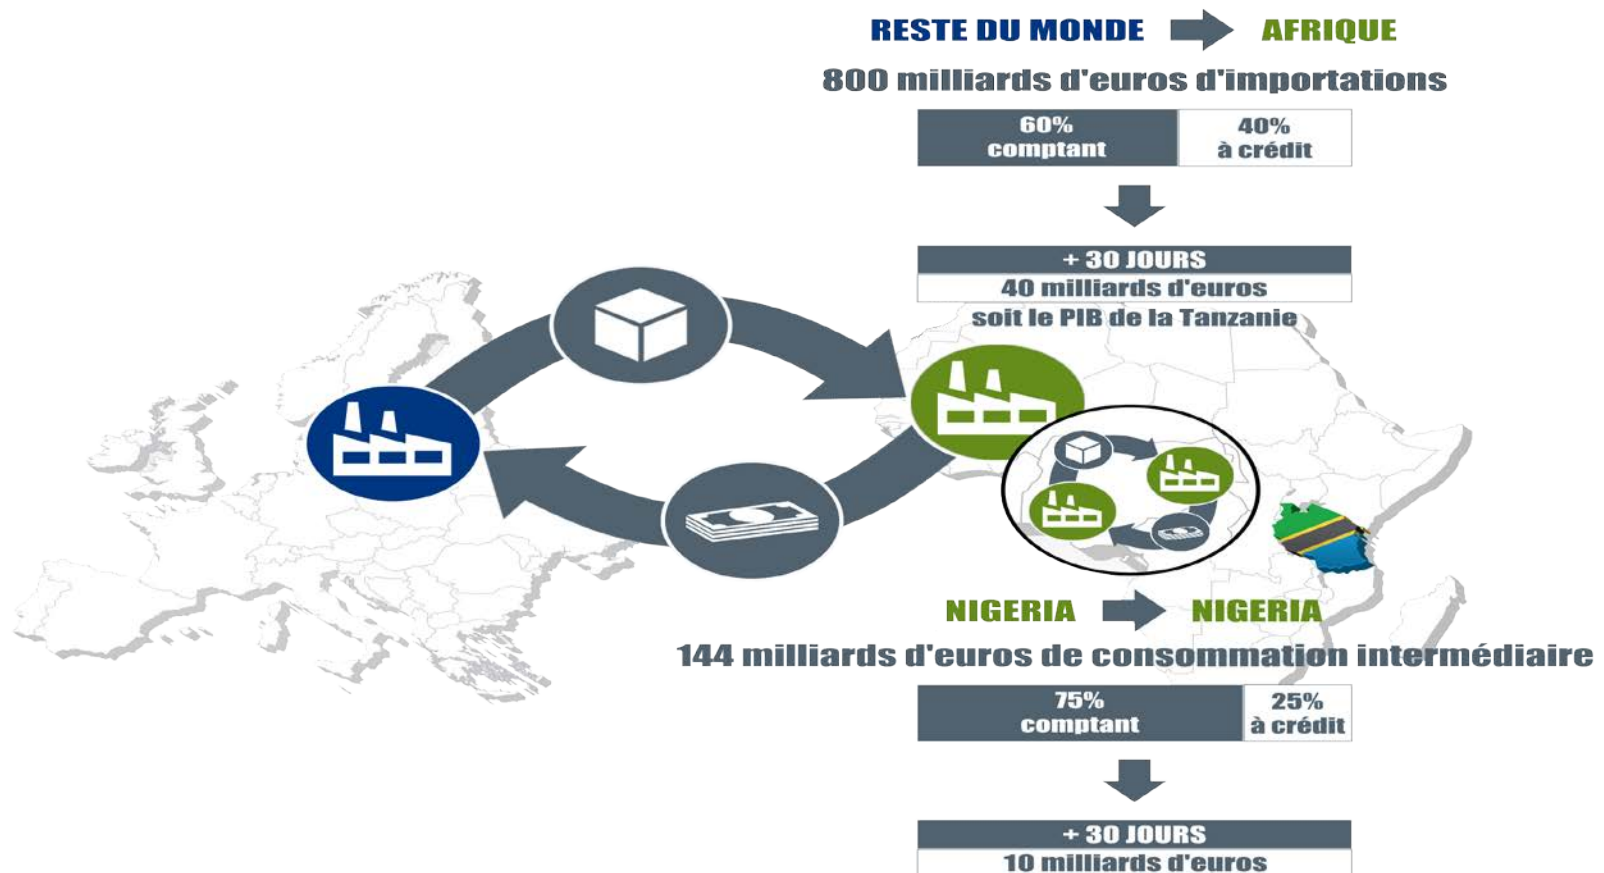 RESTE DU MONDE AFRIQUE
800 milliards d'euros d'importations
60% 40%
comptant à crédit
+ 30 JOURS
40 milliards d'euros
soit le PIB de la Tanzanie
NIGERIA NIGERIA
144 milliards d'euros de consommation intermédiaire
75% 25%
comptant à crédit
+ 30 JOURS
10 milliards d'euros